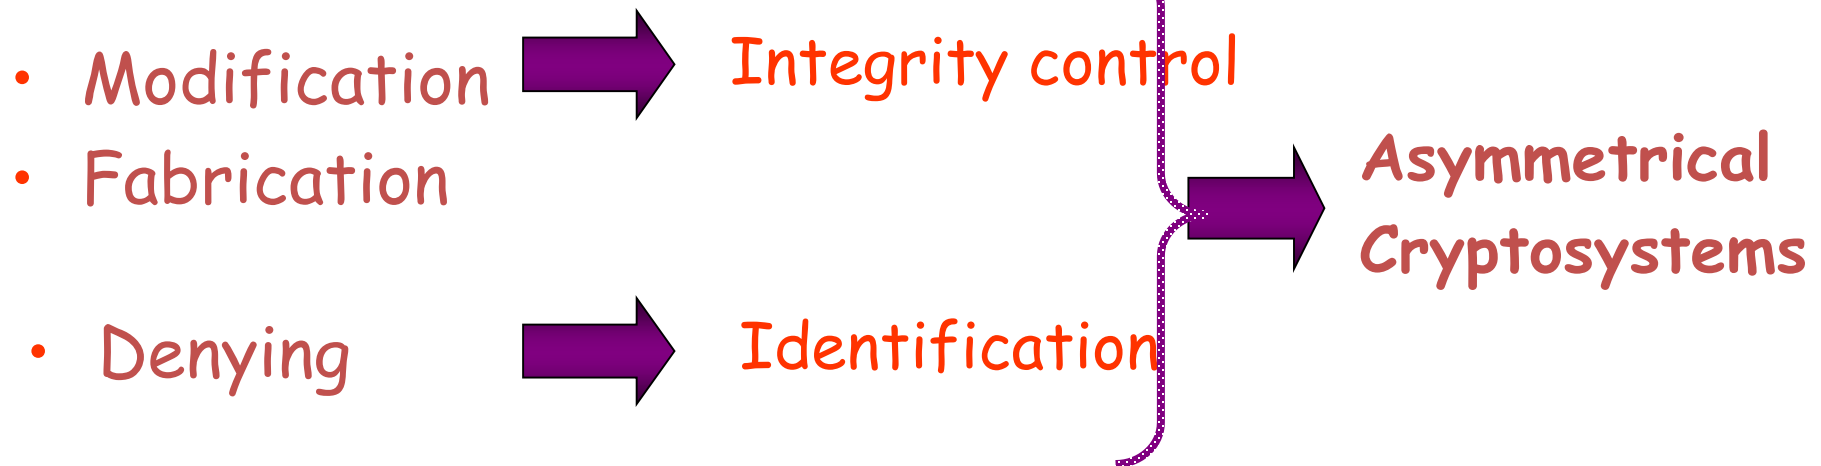 • Modification
Integrity control
• Fabrication
Asymmetrical
Cryptosystems
• Denying
Identification